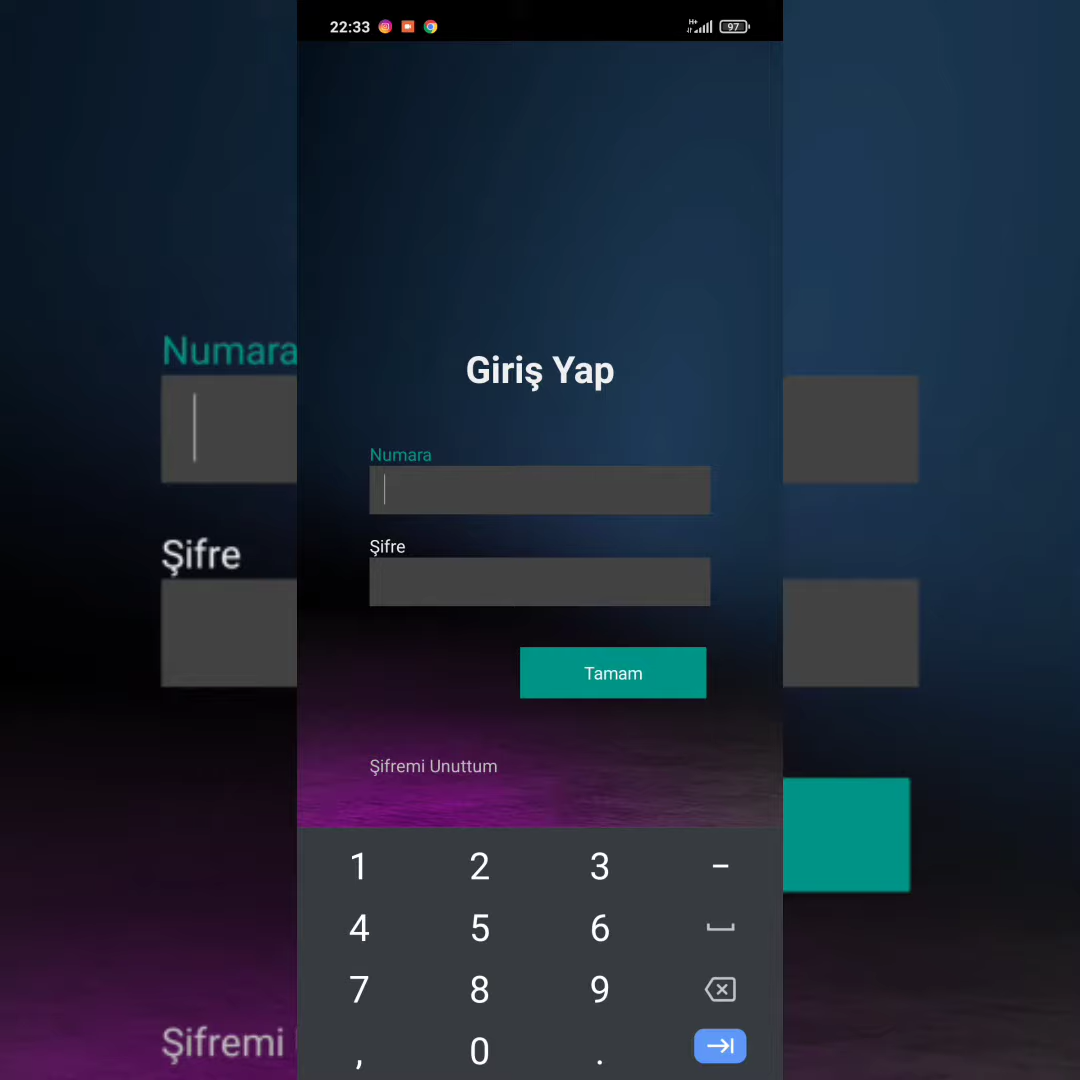 22:33
H+
97
Giriş Yap
Numara
Numara
Şifre
Şifre
Tamam
Şifremi Unuttum
Şifremi
1 2 3 -
4 5 6
7 8 9
, 0 .